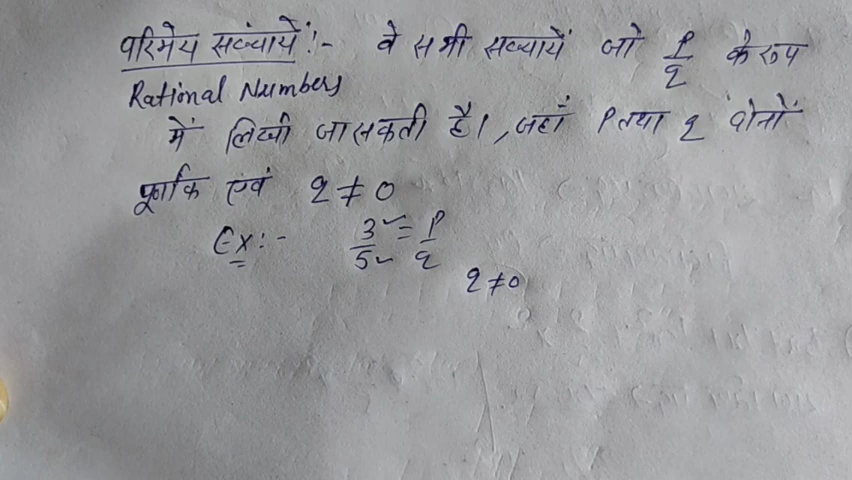 परिमेय सख्यायें:- वे सभी सख्यायें जो P/q के रुप
Rational Numbers
में लिखी जा सकती है। , जहाँ P तथा q दोनों
पूर्णांक एवं q ≠ 0
Ex:- 3/5 = P/q
q ≠ 0